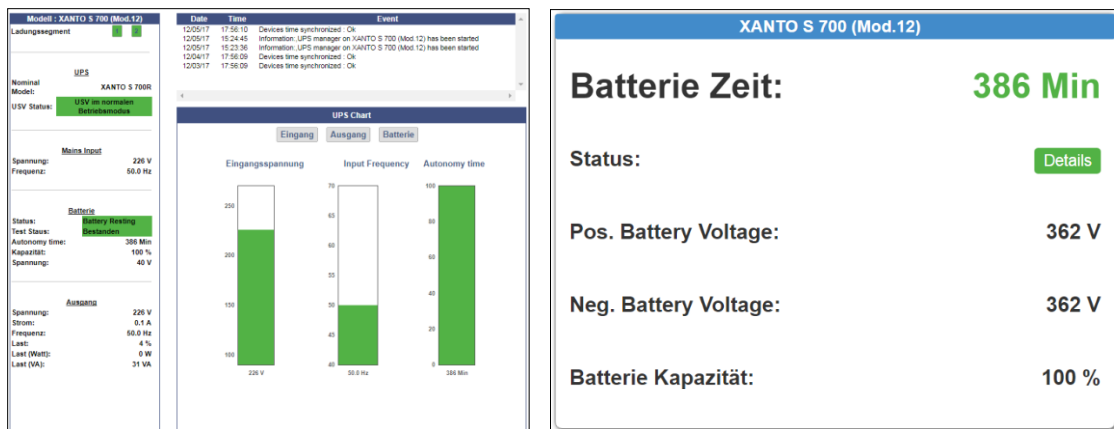 Modell : XANTO S 700 (Mod.12)
Ladungssegment 1 2
UPS
Nominal Model: XANTO S 700R
USV Status: USV im normalen Betriebsmodus
Mains Input
Spannung: 226 V
Frequenz: 50.0 Hz
Batterie
Status: Battery Resting
Test Staus: Bestanden
Autonomy time: 386 Min
Kapazität: 100 %
Spannung: 40 V
Ausgang
Spannung: 226 V
Strom: 0.1 A
Frequenz: 50.0 Hz
Last: 4 %
Last (Watt): 0 W
Last (VA): 31 VA
Date Time Event
12/05/17 17:56:10 Devices time synchronized : Ok
12/05/17 15:24:45 Information:,UPS manager on XANTO S 700 (Mod.12) has been started
12/05/17 15:23:36 Information:,UPS manager on XANTO S 700 (Mod.12) has been started
12/04/17 17:56:09 Devices time synchronized : Ok
12/03/17 17:56:09 Devices time synchronized : Ok
UPS Chart
Eingang Ausgang Batterie
Eingangsspannung Input Frequency Autonomy time
250
200
150
100
226 V
70
63
60
55
50
45
40
50.0 Hz
100
80
60
40
20
0
386 Min
XANTO S 700 (Mod.12)
Batterie Zeit: 386 Min
Status: Details
Pos. Battery Voltage: 362 V
Neg. Battery Voltage: 362 V
Batterie Kapazität: 100 %